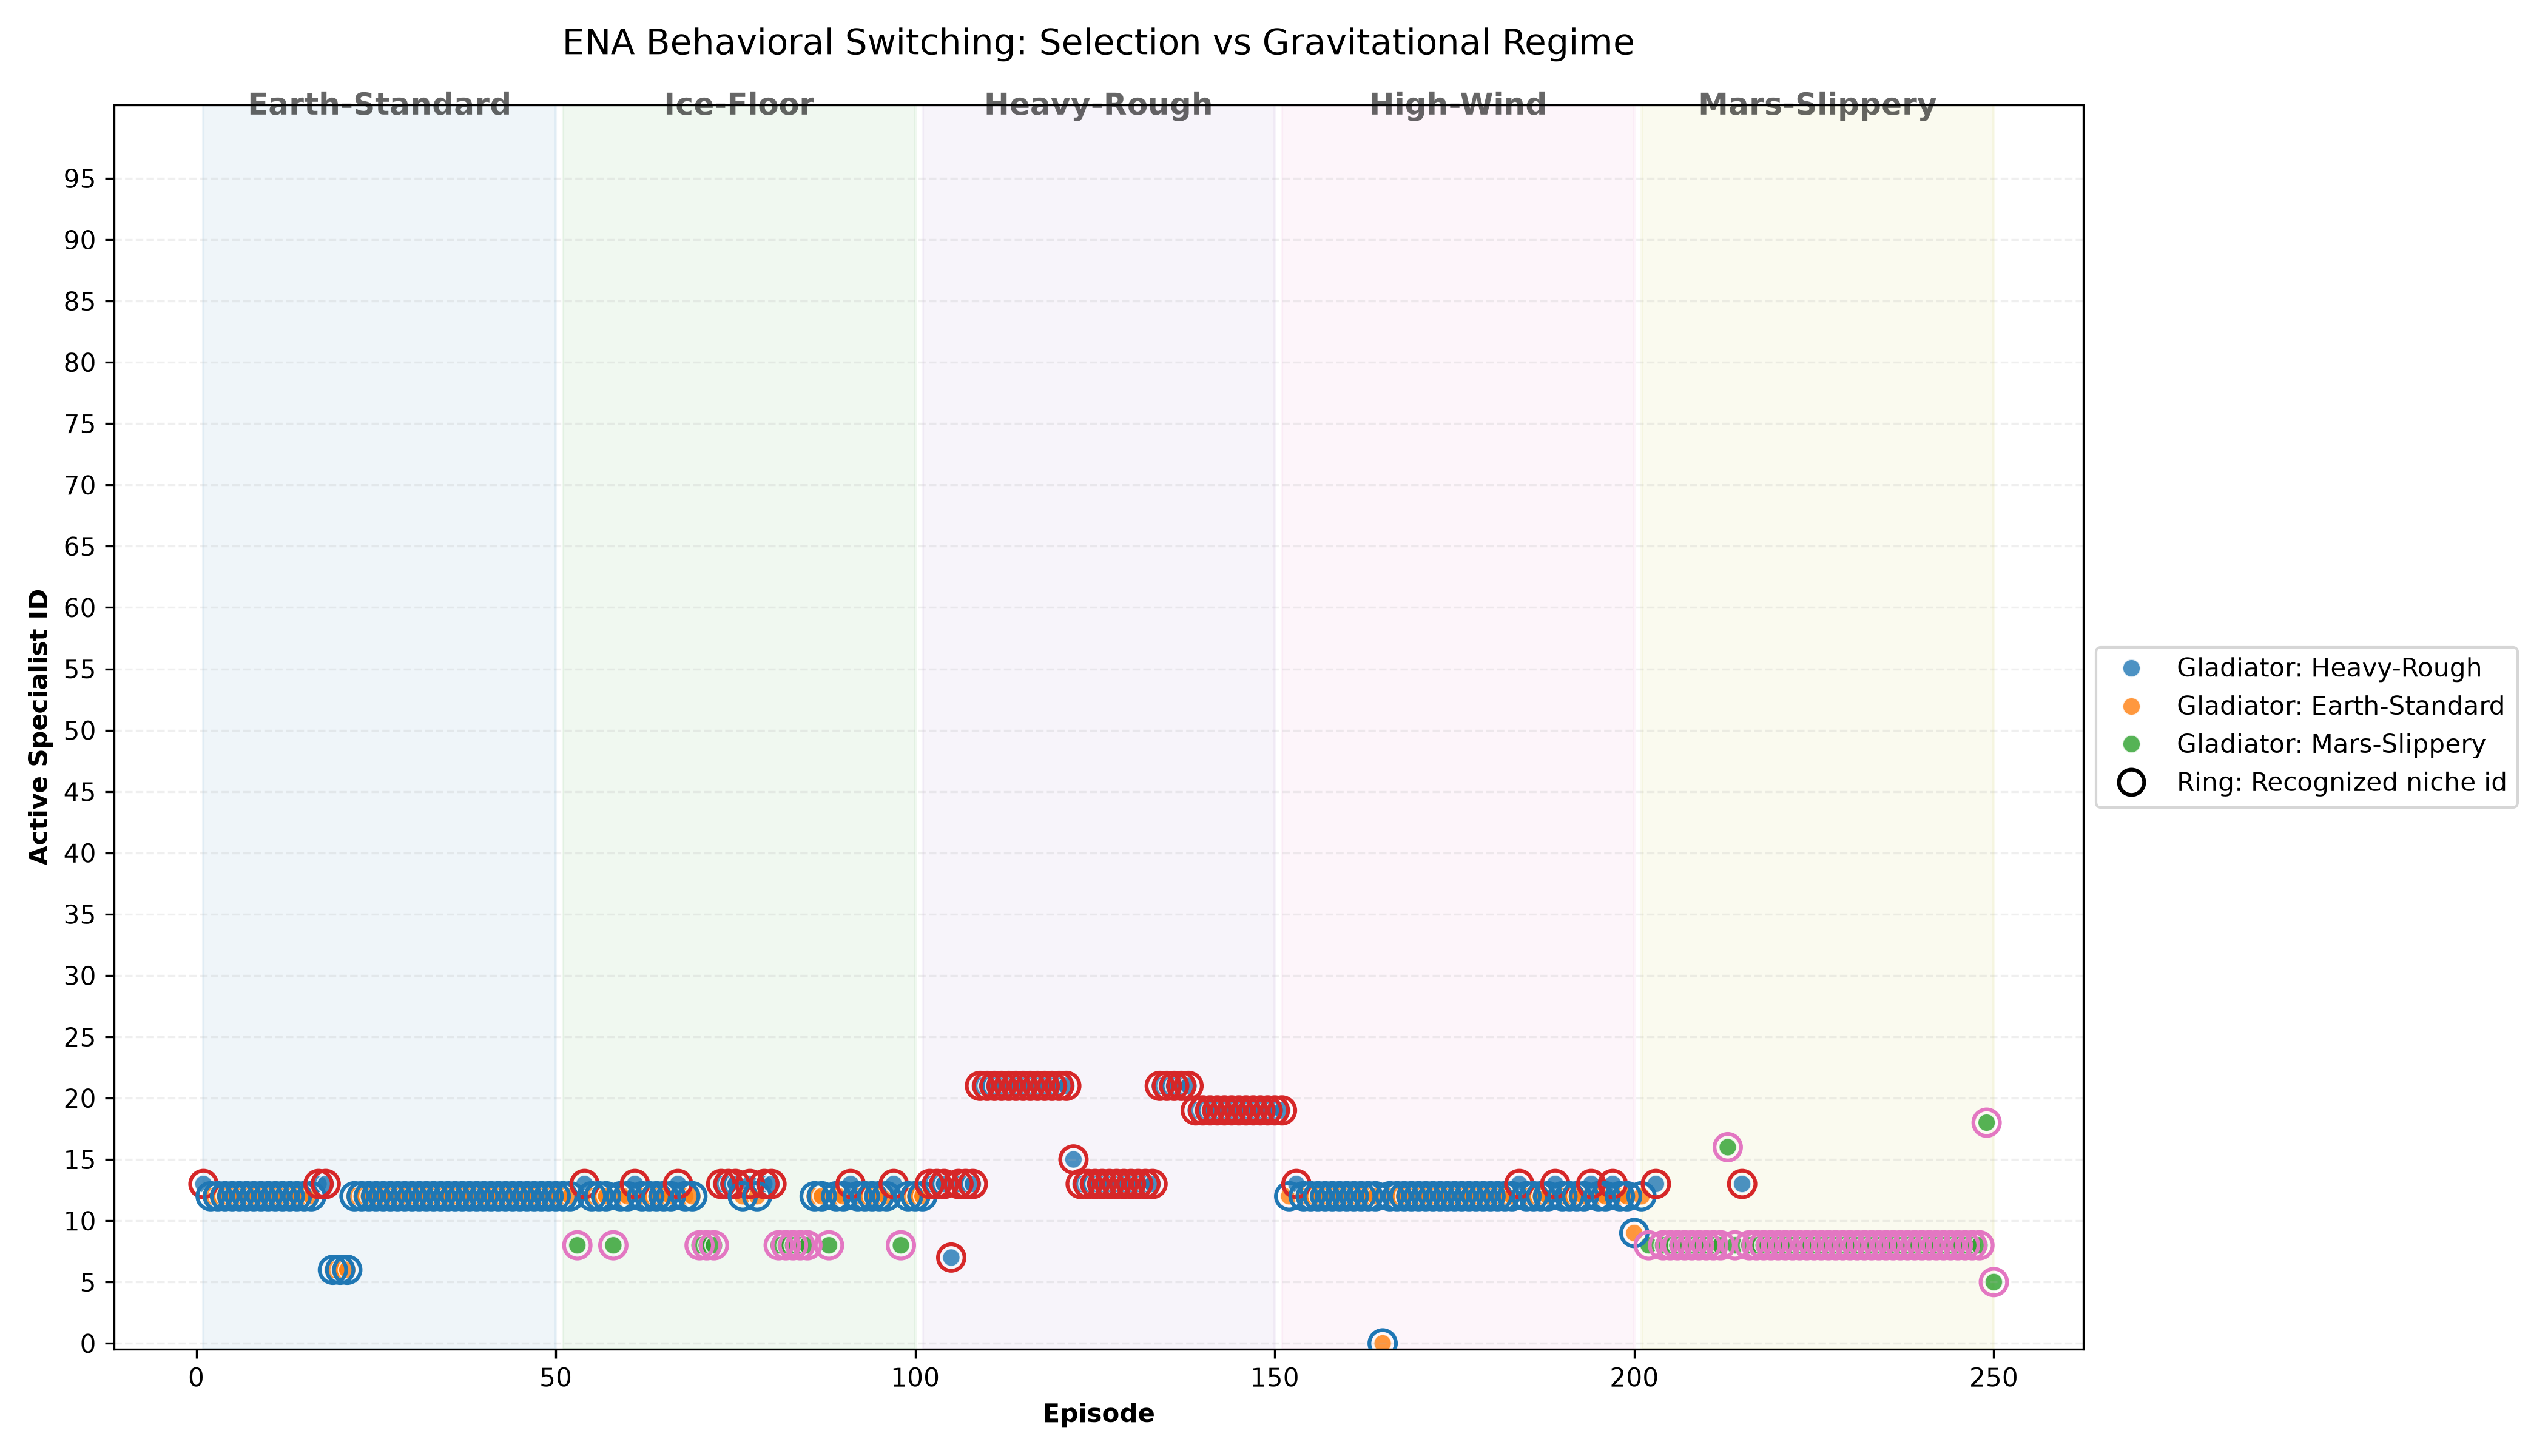 ENA Behavioral Switching: Selection vs Gravitational Regime
Earth-Standard Ice-Floor Heavy-Rough High-Wind Mars-Slippery
95
90
85
80
75
70
65
60
55
50
45
40
35
30
25
20
15
10
5
0
Active Specialist ID
0 50 100 150 200 250
Episode
Gladiator: Heavy-Rough
Gladiator: Earth-Standard
Gladiator: Mars-Slippery
Ring: Recognized niche id